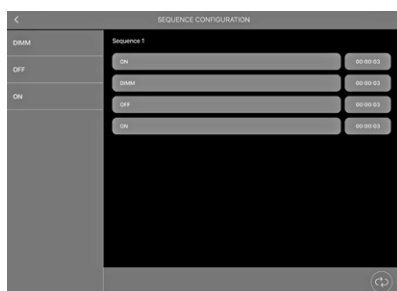 SEQUENCE CONFIGURATION
DIMM
OFF
ON
Sequence 1
ON 00:00:03
DIMM 00:00:03
OFF 00:00:03
ON 00:00:03